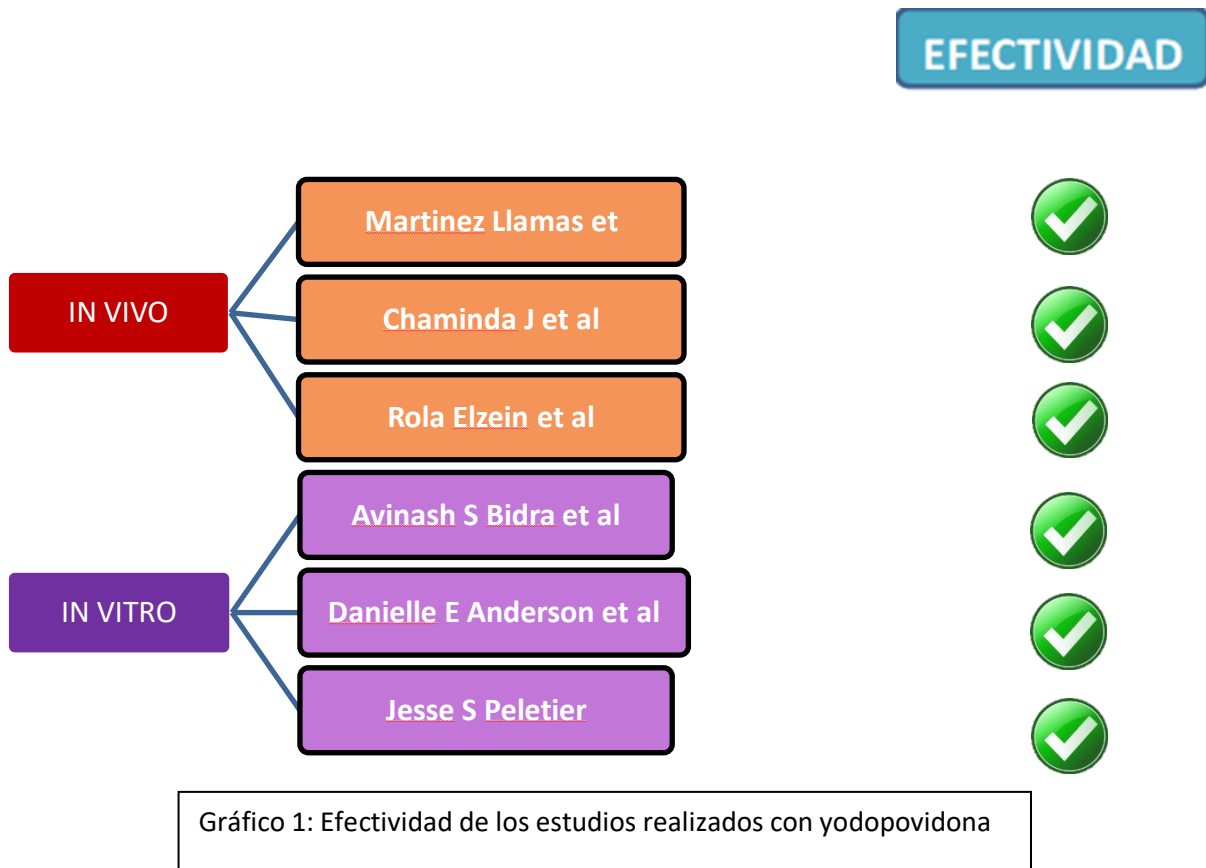 EFECTIVIDAD
IN VIVO
Martinez Llamas et
Chaminda J et al
Rola Elzein et al
IN VITRO
Avinash S Bidra et al
Danielle E Anderson et al
Jesse S Peletier
Gráfico 1: Efectividad de los estudios realizados con yodopovidona